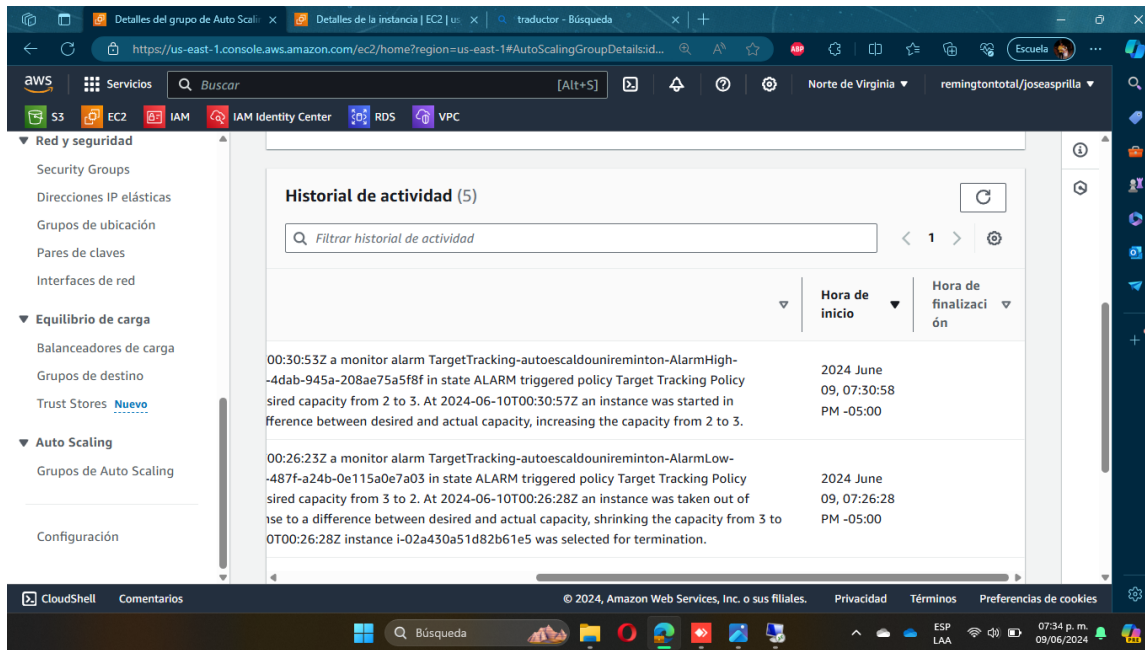 Detalles del grupo de Auto Scalin
Detalles de la instancia | EC2 | us
traductor - Búsqueda
https://us-east-1.console.aws.amazon.com/ec2/home?region=us-east-1#AutoScalingGroupDetails:id...
Escuela
aws
Servicios
Buscar
[Alt+S]
Norte de Virginia
remingtontotal/joseasprilla
S3
EC2
IAM
IAM Identity Center
RDS
VPC
Red y seguridad
Security Groups
Direcciones IP elásticas
Grupos de ubicación
Pares de claves
Interfaces de red
Equilibrio de carga
Balanceadores de carga
Grupos de destino
Trust Stores Nuevo
Auto Scaling
Grupos de Auto Scaling
Configuración
Historial de actividad (5)
Filtrar historial de actividad
1
Hora de
inicio
Hora de
finalizaci
ón
00:30:53Z a monitor alarm TargetTracking-autoescaldounireminton-AlarmHigh-
-4dab-945a-208ae75a5f8f in state ALARM triggered policy Target Tracking Policy
sired capacity from 2 to 3. At 2024-06-10T00:30:57Z an instance was started in
fference between desired and actual capacity, increasing the capacity from 2 to 3.
2024 June
09, 07:30:58
PM -05:00
00:26:23Z a monitor alarm TargetTracking-autoescaldounireminton-AlarmLow-
-487f-a24b-0e115a0e7a03 in state ALARM triggered policy Target Tracking Policy
sired capacity from 3 to 2. At 2024-06-10T00:26:28Z an instance was taken out of
nse to a difference between desired and actual capacity, shrinking the capacity from 3 to
0T00:26:28Z instance i-02a430a51d82b61e5 was selected for termination.
2024 June
09, 07:26:28
PM -05:00
CloudShell
Comentarios
© 2024, Amazon Web Services, Inc. o sus filiales.
Privacidad
Términos
Preferencias de cookies
Búsqueda
ESP
LAA
07:34 p. m.
09/06/2024